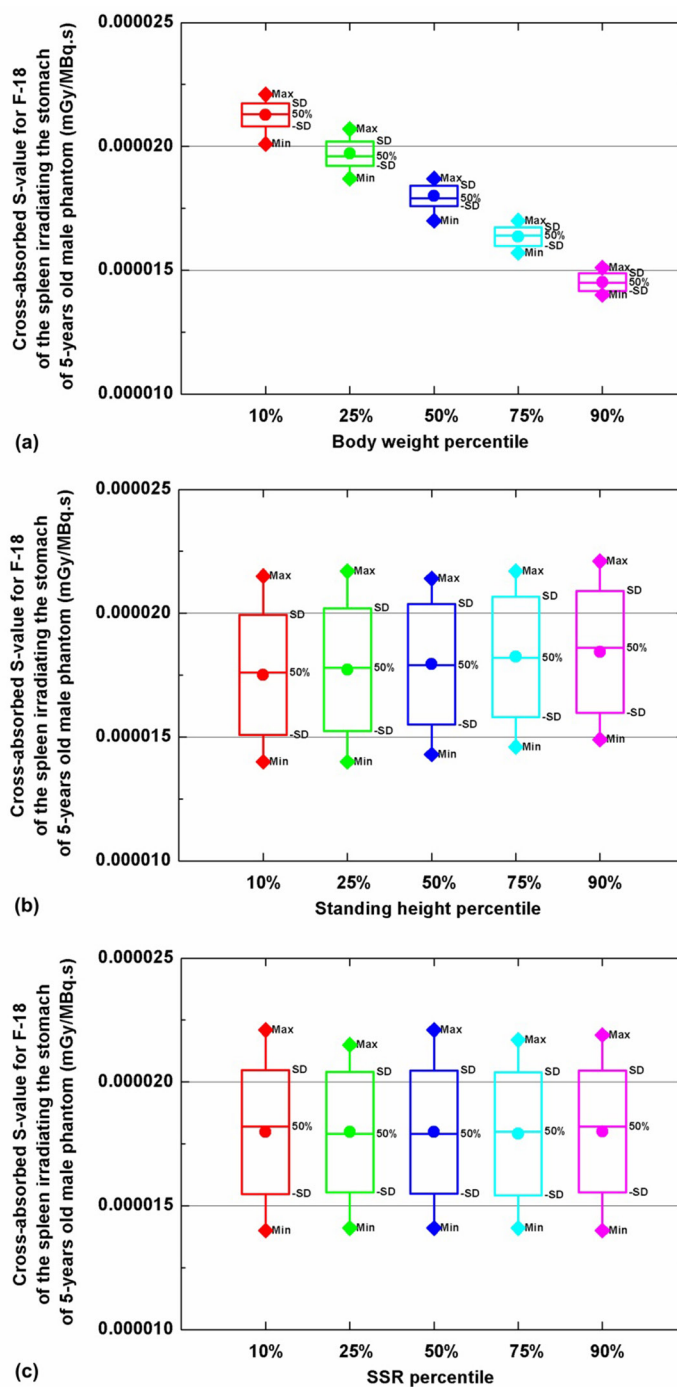 Cross-absorbed S-value for F-18
of the spleen irradiating the stomach
of 5-years old male phantom (mGy/MBq.s)
0.000025
0.000020
0.000015
0.000010
Max
SD
50%
-SD
Min
Max
SD
50%
-SD
Min
Max
SD
50%
-SD
Min
Max
SD
50%
-SD
Min
Max
SD
50%
-SD
Min
10% 25% 50% 75% 90%
Body weight percentile
(a)
Cross-absorbed S-value for F-18
of the spleen irradiating the stomach
of 5-years old male phantom (mGy/MBq.s)
0.000025
0.000020
0.000015
0.000010
Max
SD
50%
-SD
Min
Max
SD
50%
-SD
Min
Max
SD
50%
-SD
Min
Max
SD
50%
-SD
Min
Max
SD
50%
-SD
Min
10% 25% 50% 75% 90%
Standing height percentile
(b)
Cross-absorbed S-value for F-18
of the spleen irradiating the stomach
of 5-years old male phantom (mGy/MBq.s)
0.000025
0.000020
0.000015
0.000010
Max
SD
50%
-SD
Min
Max
SD
50%
-SD
Min
Max
SD
50%
-SD
Min
Max
SD
50%
-SD
Min
Max
SD
50%
-SD
Min
10% 25% 50% 75% 90%
SSR percentile
(c)